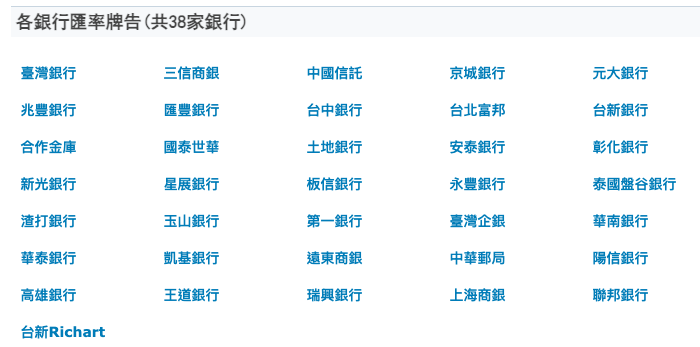 各銀行匯率牌告(共38家銀行)
臺灣銀行 三信商銀 中國信託 京城銀行 元大銀行
兆豐銀行 匯豐銀行 台中銀行 台北富邦 台新銀行
合作金庫 國泰世華 土地銀行 安泰銀行 彰化銀行
新光銀行 星展銀行 板信銀行 永豐銀行 泰國盤谷銀行
渣打銀行 玉山銀行 第一銀行 臺灣企銀 華南銀行
華泰銀行 凱基銀行 遠東商銀 中華郵局 陽信銀行
高雄銀行 王道銀行 瑞興銀行 上海商銀 聯邦銀行
台新Richart